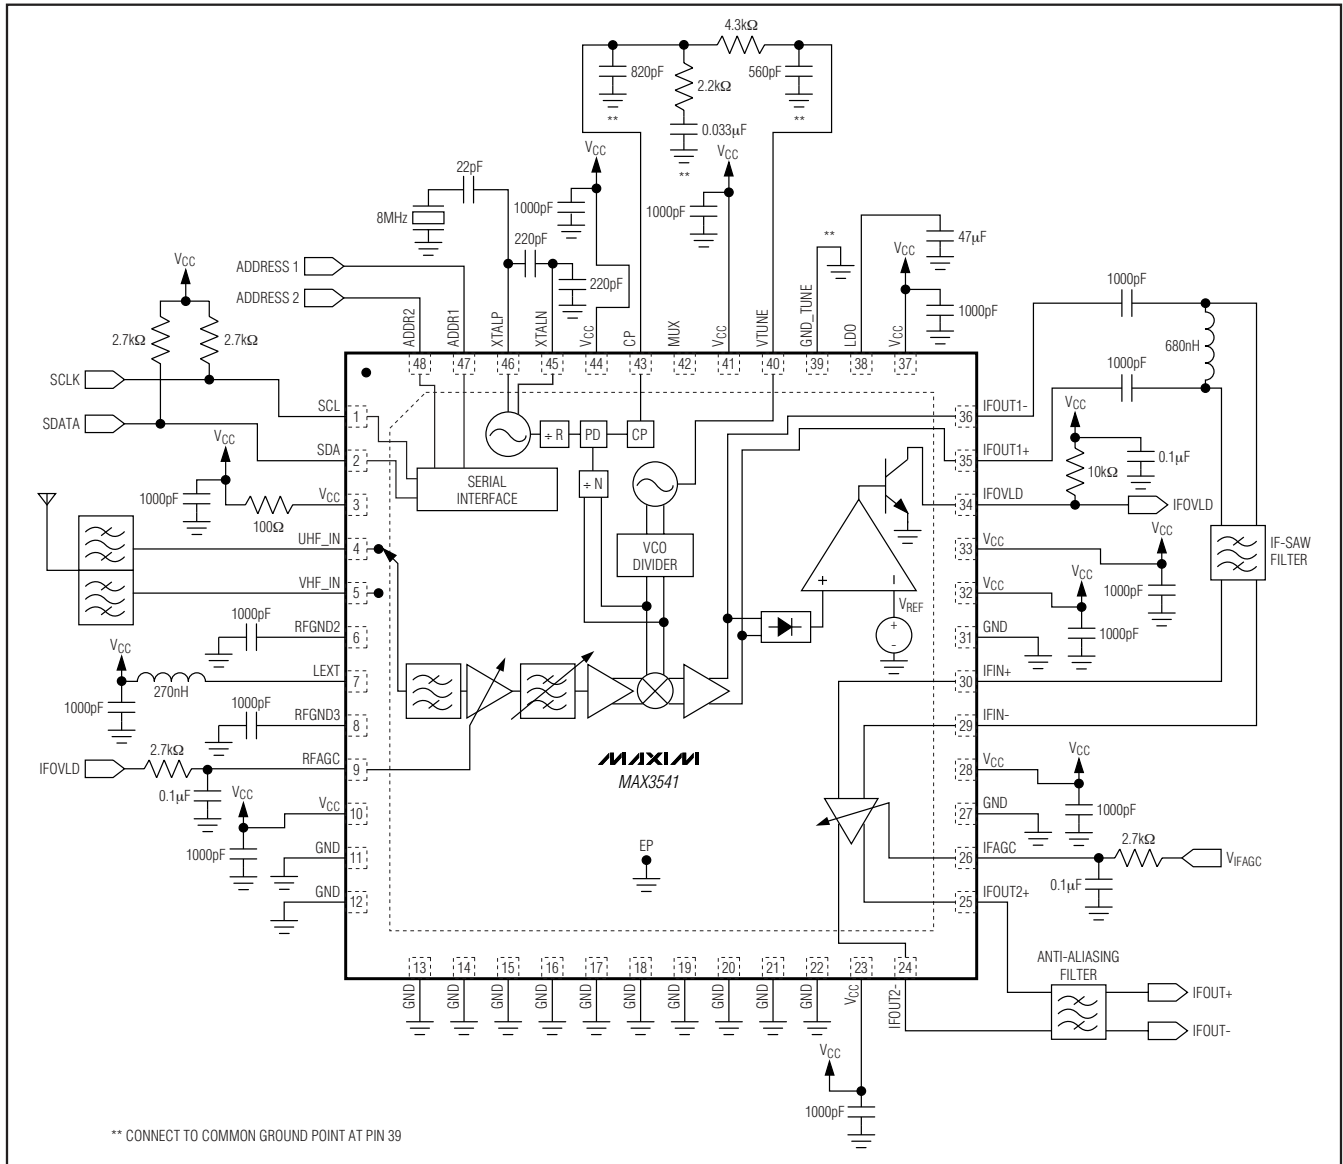 4.3kΩ
820pF
2.2kΩ
560pF
**
**
0.033µF
**
VCC
VCC
22pF
8MHz
1000pF
1000pF
220pF
220pF
**
47µF
VCC
1000pF
ADDRESS 1
ADDRESS 2
VCC
2.7kΩ
2.7kΩ
SCLK
SDATA
ADDR2
ADDR1
XTALP
XTALN
VCC
CP
MUX
VCC
VTUNE
GND_TUNE
LDO
VCC
48
47
46
45
44
43
42
41
40
39
38
37
1000pF
680nH
1000pF
SCL
1
SDA
2
VCC
3
UHF_IN
4
VHF_IN
5
RFGND2
6
LEXT
7
RFGND3
8
RFAGC
9
VCC
10
GND
11
GND
12
VCC
1000pF
100Ω
1000pF
VCC
270nH
1000pF
1000pF
IFOVLD
2.7kΩ
0.1µF
VCC
1000pF
÷ R
PD
CP
÷ N
SERIAL
INTERFACE
VCO
DIVIDER
+
–
VREF
+
-
MAXIM
MAX3541
EP
36
IFOUT1-
35
IFOUT1+
34
IFOVLD
33
VCC
32
VCC
31
GND
30
IFIN+
29
IFIN-
28
VCC
27
GND
26
IFAGC
25
IFOUT2+
VCC
0.1µF
10kΩ
IFOVLD
VCC
1000pF
VCC
1000pF
IF-SAW
FILTER
VCC
1000pF
2.7kΩ
VIFAGC
0.1µF
13
14
15
16
17
18
19
20
21
22
23
24
GND
GND
GND
GND
GND
GND
GND
GND
GND
GND
VCC
IFOUT2-
ANTI-ALIASING
FILTER
IFOUT+
IFOUT-
VCC
1000pF
** CONNECT TO COMMON GROUND POINT AT PIN 39